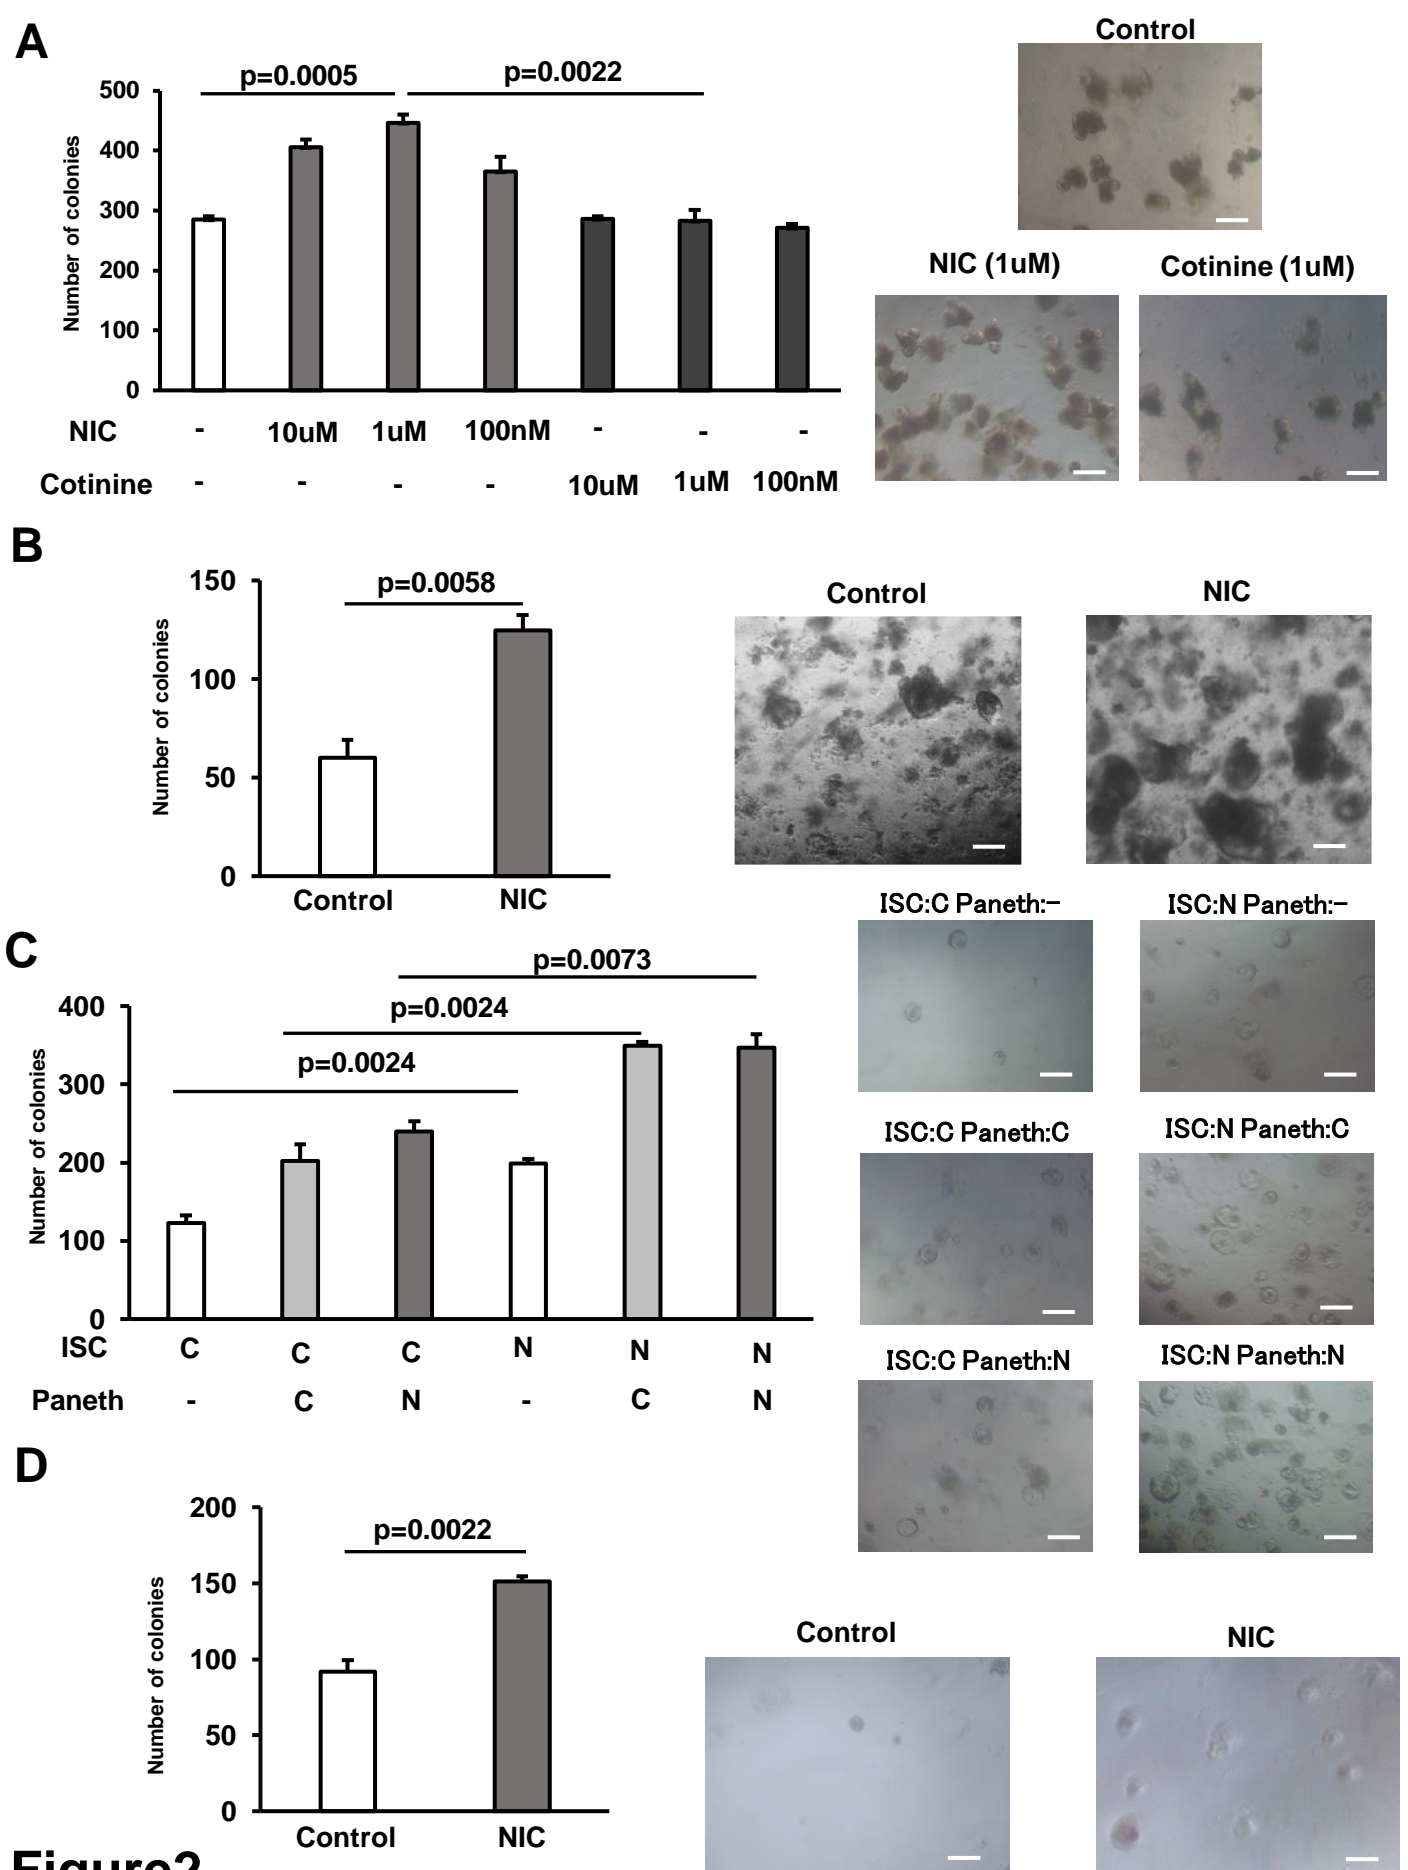 A
Control
p=0.0005
p=0.0022
500
400
300
200
100
0
Number of colonies
NIC - 10uM 1uM 100nM - - -
Cotinine - - - - 10uM 1uM 100nM
NIC (1uM)
Cotinine (1uM)
B
p=0.0058
150
100
50
0
Number of colonies
Control
NIC
Control
NIC
C
p=0.0073
p=0.0024
p=0.0024
400
300
200
100
0
Number of colonies
ISC C C C N N N
Paneth - C N - C N
ISC:C Paneth:-
ISC:N Paneth:-
ISC:C Paneth:C
ISC:N Paneth:C
ISC:C Paneth:N
ISC:N Paneth:N
D
p=0.0022
200
150
100
50
0
Number of colonies
Control
NIC
Control
NIC
Figure2